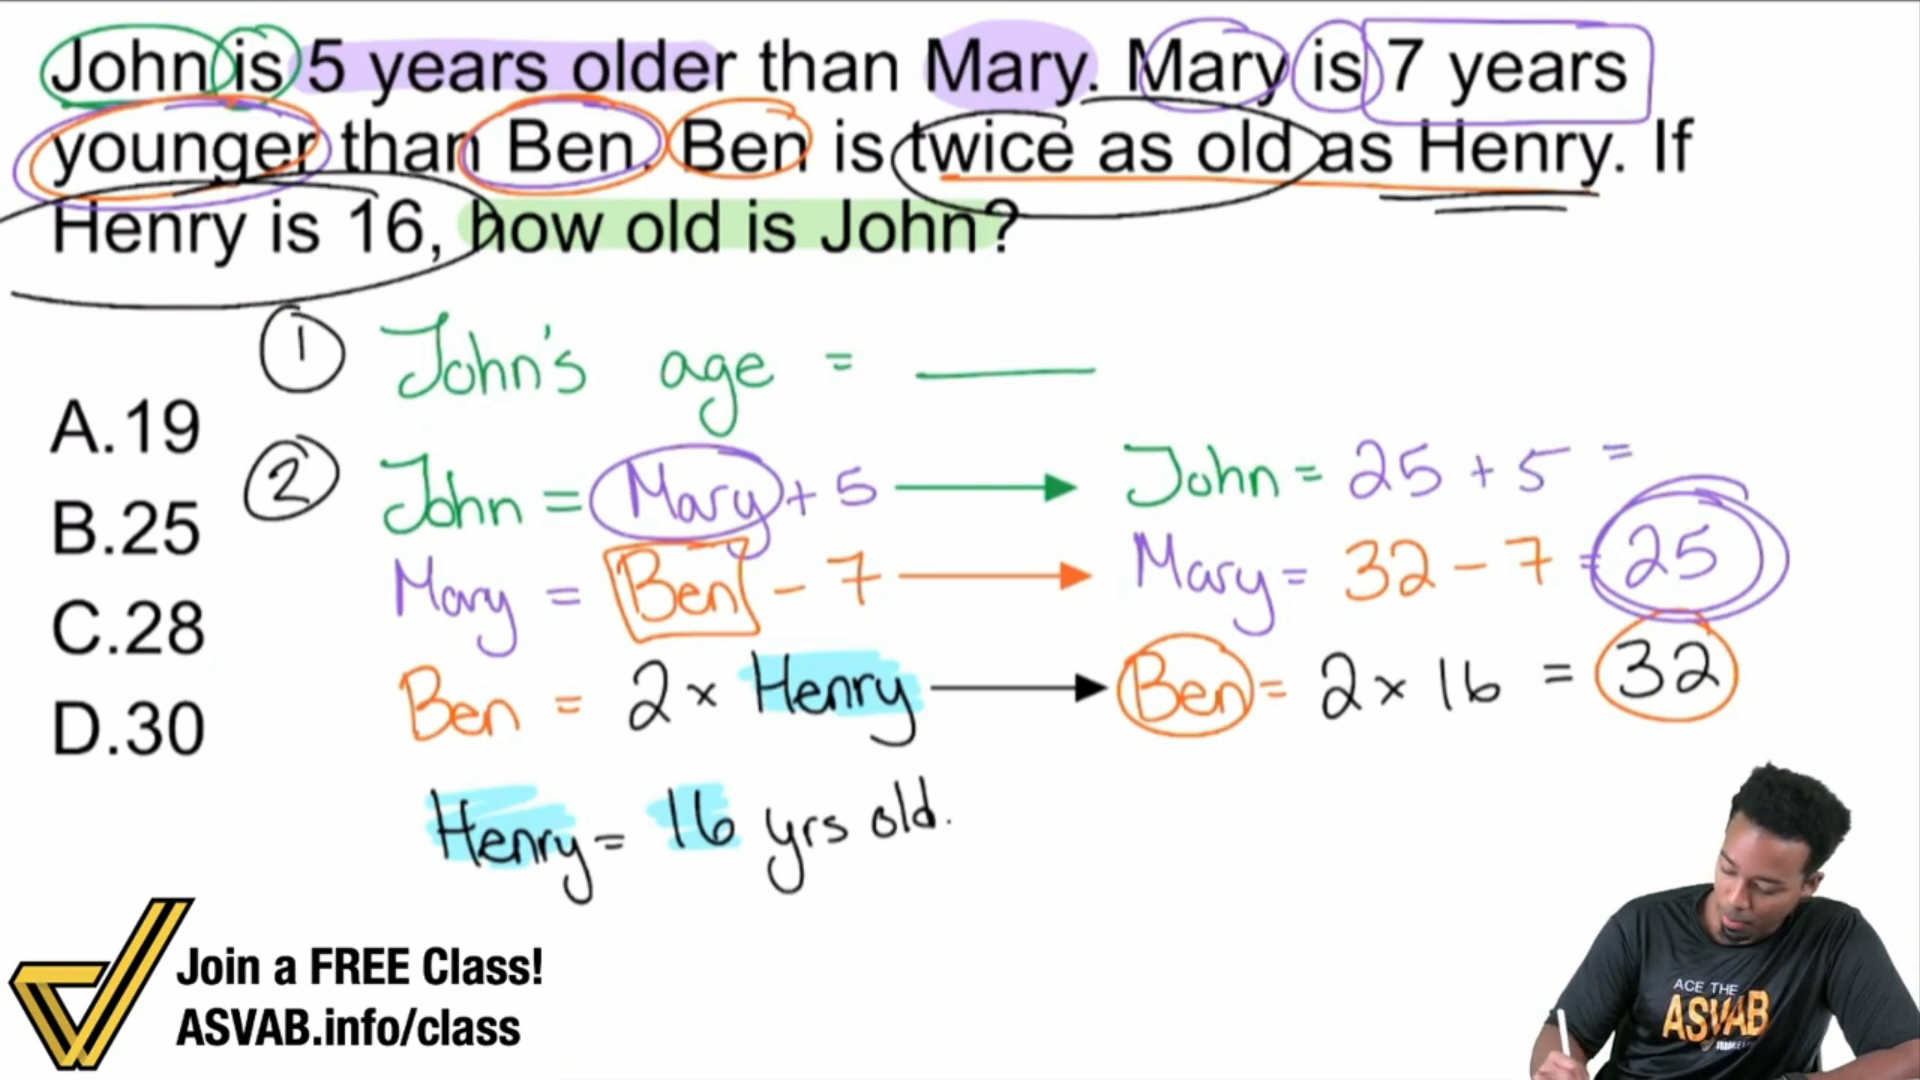 John is 5 years older than Mary. Mary is 7 years
younger than Ben. Ben is twice as old as Henry. If
Henry is 16, how old is John?
1 John's age =
A.19
B.25
C.28
D.30
2 John = Mary + 5 John = 25 + 5 =
Mary = Ben - 7 Mary = 32 - 7 = 25
Ben = 2 x Henry Ben = 2 x 16 = 32
Henry = 16 yrs old.
Join a FREE Class!
ASVAB.info/class
ACE THE
ASVAB